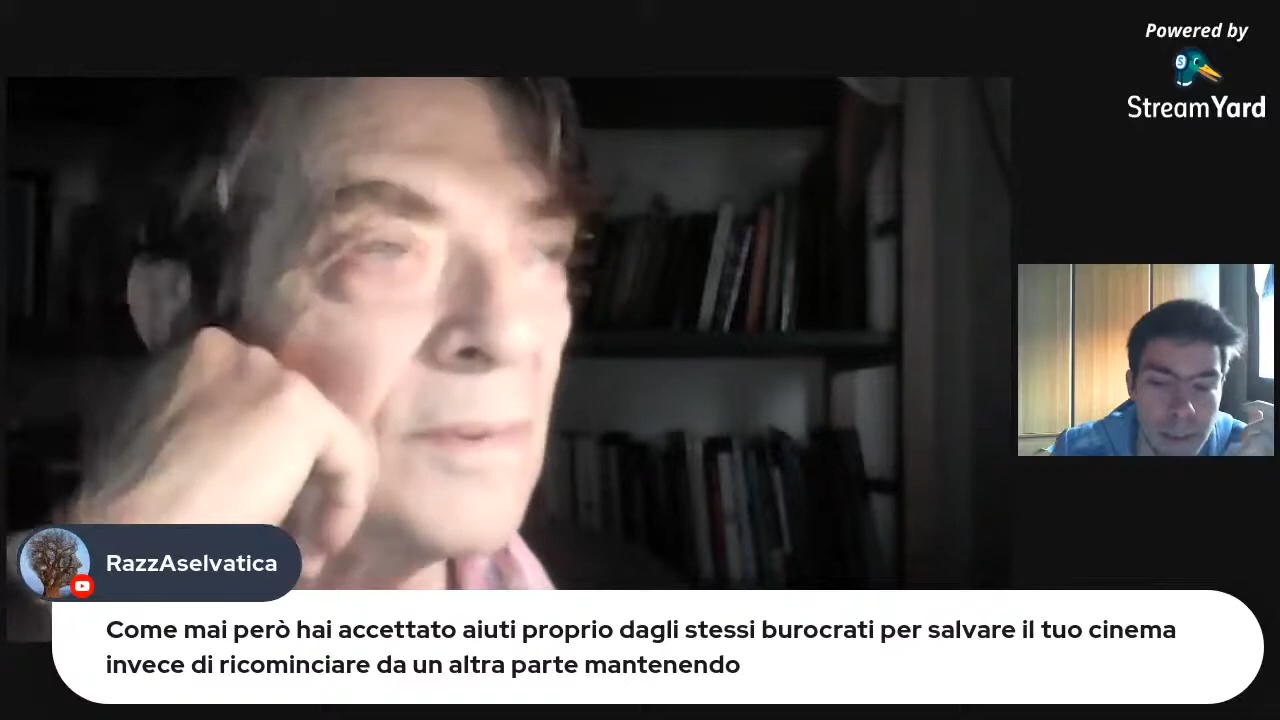 Powered by
StreamYard
RazzAselvatica
Come mai però hai accettato aiuti proprio dagli stessi burocrati per salvare il tuo cinema
invece di ricominciare da un altra parte mantenendo